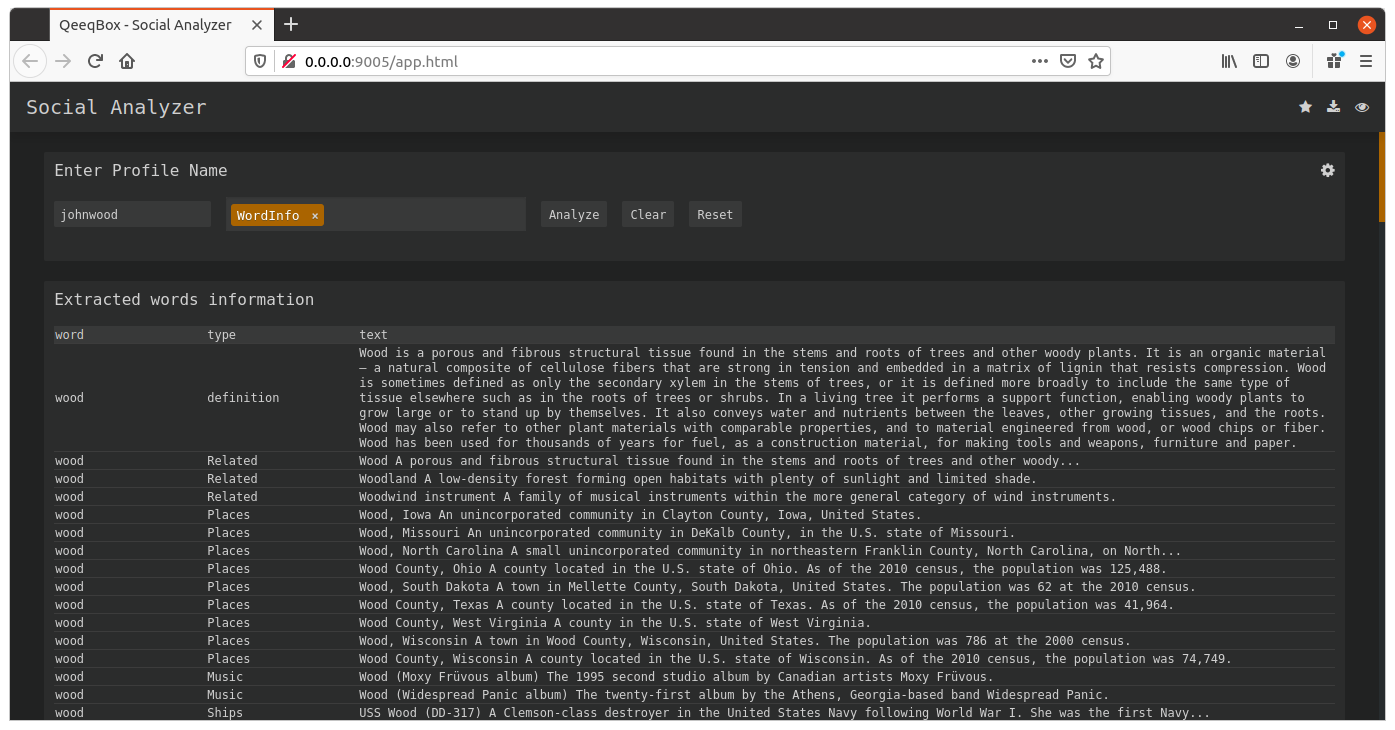 QeeqBox - Social Analyzer
0.0.0.0:9005/app.html
Social Analyzer
Enter Profile Name
johnwood WordInfo × Analyze Clear Reset
Extracted words information
word type text
Wood is a porous and fibrous structural tissue found in the stems and roots of trees and other woody plants. It is an organic material
– a natural composite of cellulose fibers that are strong in tension and embedded in a matrix of lignin that resists compression. Wood
is sometimes defined as only the secondary xylem in the stems of trees, or it is defined more broadly to include the same type of
wood definition tissue elsewhere such as in the roots of trees or shrubs. In a living tree it performs a support function, enabling woody plants to
grow large or to stand up by themselves. It also conveys water and nutrients between the leaves, other growing tissues, and the roots.
Wood may also refer to other plant materials with comparable properties, and to material engineered from wood, or wood chips or fiber.
Wood has been used for thousands of years for fuel, as a construction material, for making tools and weapons, furniture and paper.
wood Related Wood A porous and fibrous structural tissue found in the stems and roots of trees and other woody...
wood Related Woodland A low-density forest forming open habitats with plenty of sunlight and limited shade.
wood Related Woodwind instrument A family of musical instruments within the more general category of wind instruments.
wood Places Wood, Iowa An unincorporated community in Clayton County, Iowa, United States.
wood Places Wood, Missouri An unincorporated community in DeKalb County, in the U.S. state of Missouri.
wood Places Wood, North Carolina A small unincorporated community in northeastern Franklin County, North Carolina, on North...
wood Places Wood County, Ohio A county located in the U.S. state of Ohio. As of the 2010 census, the population was 125,488.
wood Places Wood, South Dakota A town in Mellette County, South Dakota, United States. The population was 62 at the 2010 census.
wood Places Wood County, Texas A county located in the U.S. state of Texas. As of the 2010 census, the population was 41,964.
wood Places Wood County, West Virginia A county in the U.S. state of West Virginia.
wood Places Wood, Wisconsin A town in Wood County, Wisconsin, United States. The population was 786 at the 2000 census.
wood Places Wood County, Wisconsin A county located in the U.S. state of Wisconsin. As of the 2010 census, the population was 74,749.
wood Music Wood (Moxy Früvous album) The 1995 second studio album by Canadian artists Moxy Früvous.
wood Music Wood (Widespread Panic album) The twenty-first album by the Athens, Georgia-based band Widespread Panic.
wood Ships USS Wood (DD-317) A Clemson-class destroyer in the United States Navy following World War I. She was the first Navy...